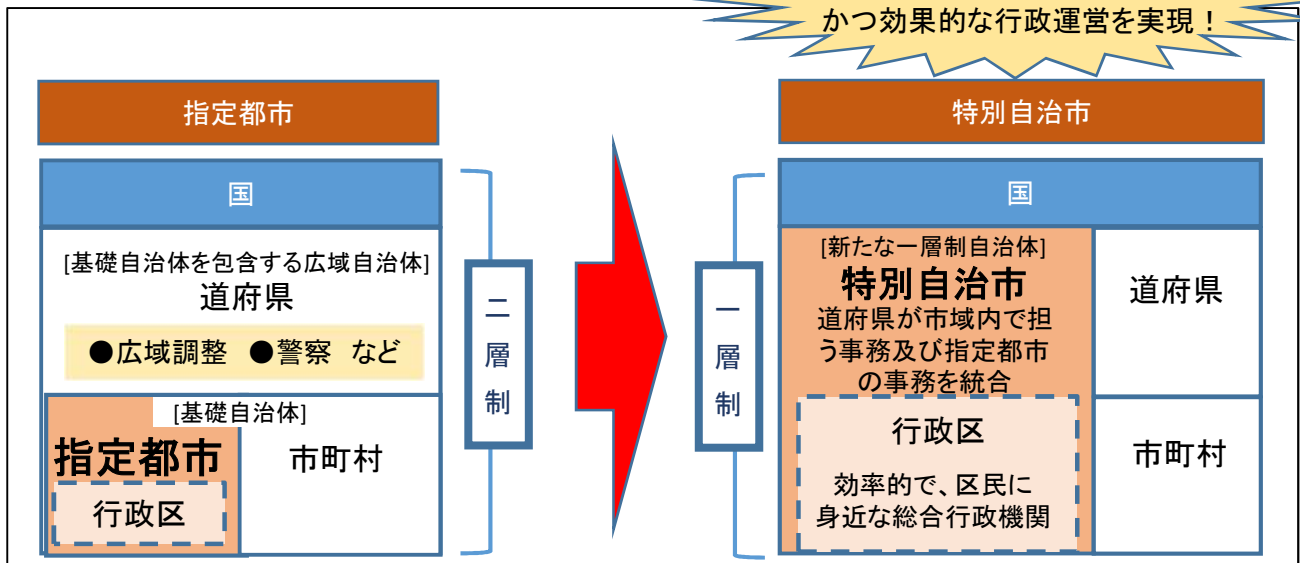 かつ効果的な行政運営を実現！
指定都市
国
[基礎自治体を包含する広域自治体]
道府県
●広域調整 ●警察 など
[基礎自治体]
指定都市
行政区
市町村
二層制
特別自治市
国
[新たな一層制自治体]
特別自治市
道府県が市域内で担
う事務及び指定都市
の事務を統合
行政区
効率的で、区民に
身近な総合行政機関
道府県
市町村
一層制